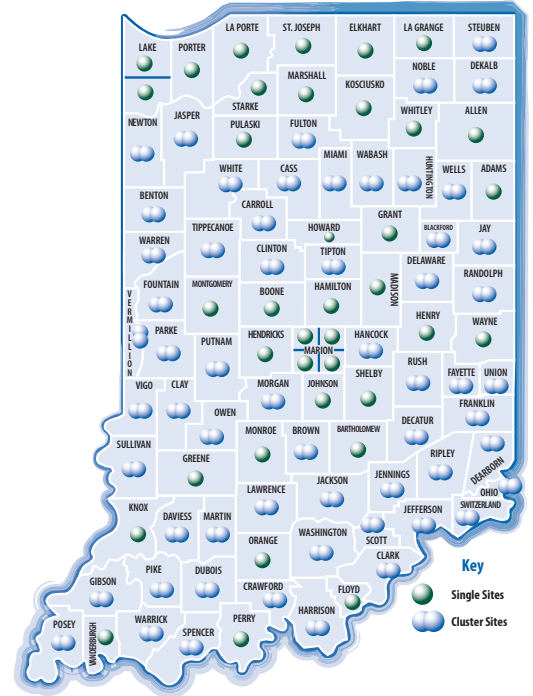 LA PORTE
ST. JOSEPH
ELKHART
LA GRANGE
STEUBEN
LAKE
PORTER
NOBLE
DEKALB
MARSHALL
KOSCIUSKO
STARKE
WHITLEY
ALLEN
NEWTON
JASPER
PULASKI
FULTON
MIAMI
WABASH
HUNTINGTON
WHITE
CASS
WELLS
ADAMS
BENTON
CARROLL
GRANT
TIPPECANOE
HOWARD
BLACKFORD
JAY
WARREN
CLINTON
TIPTON
DELAWARE
RANDOLPH
FOUNTAIN
MONTGOMERY
BOONE
HAMILTON
MADISON
VERMILLION
HENRY
WAYNE
PARKE
PUTNAM
HENDRICKS
MARION
HANCOCK
RUSH
FAYETTE
UNION
VIGO
CLAY
MORGAN
JOHNSON
SHELBY
FRANKLIN
OWEN
DECATUR
SULLIVAN
MONROE
BROWN
BARTHOLOMEW
RIPLEY
DEARBORN
GREENE
JENNINGS
OHIO
LAWRENCE
JACKSON
SWITZERLAND
KNOX
DAVIESS
MARTIN
JEFFERSON
ORANGE
WASHINGTON
SCOTT
CLARK
Key
GIBSON
PIKE
DUBOIS
CRAWFORD
FLOYD
Single Sites
HARRISON
POSEY
VANDERBURGH
WARRICK
SPENCER
PERRY
Cluster Sites